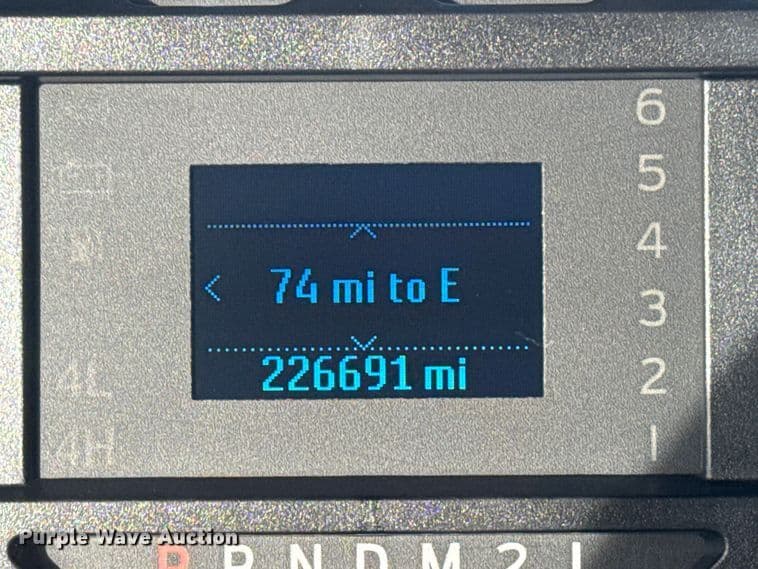 6
5
4
74 mi to E
3
2
226691 mi
4L
4H
1
Purple Wave Auction
P R N D M 2 1